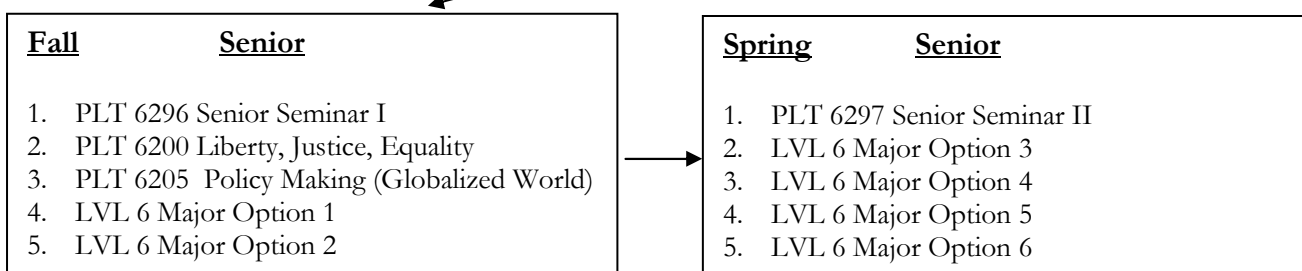 Fall Senior
1. PLT 6296 Senior Seminar I
2. PLT 6200 Liberty, Justice, Equality
3. PLT 6205 Policy Making (Globalized World)
4. LVL 6 Major Option 1
5. LVL 6 Major Option 2
Spring Senior
1. PLT 6297 Senior Seminar II
2. LVL 6 Major Option 3
3. LVL 6 Major Option 4
4. LVL 6 Major Option 5
5. LVL 6 Major Option 6